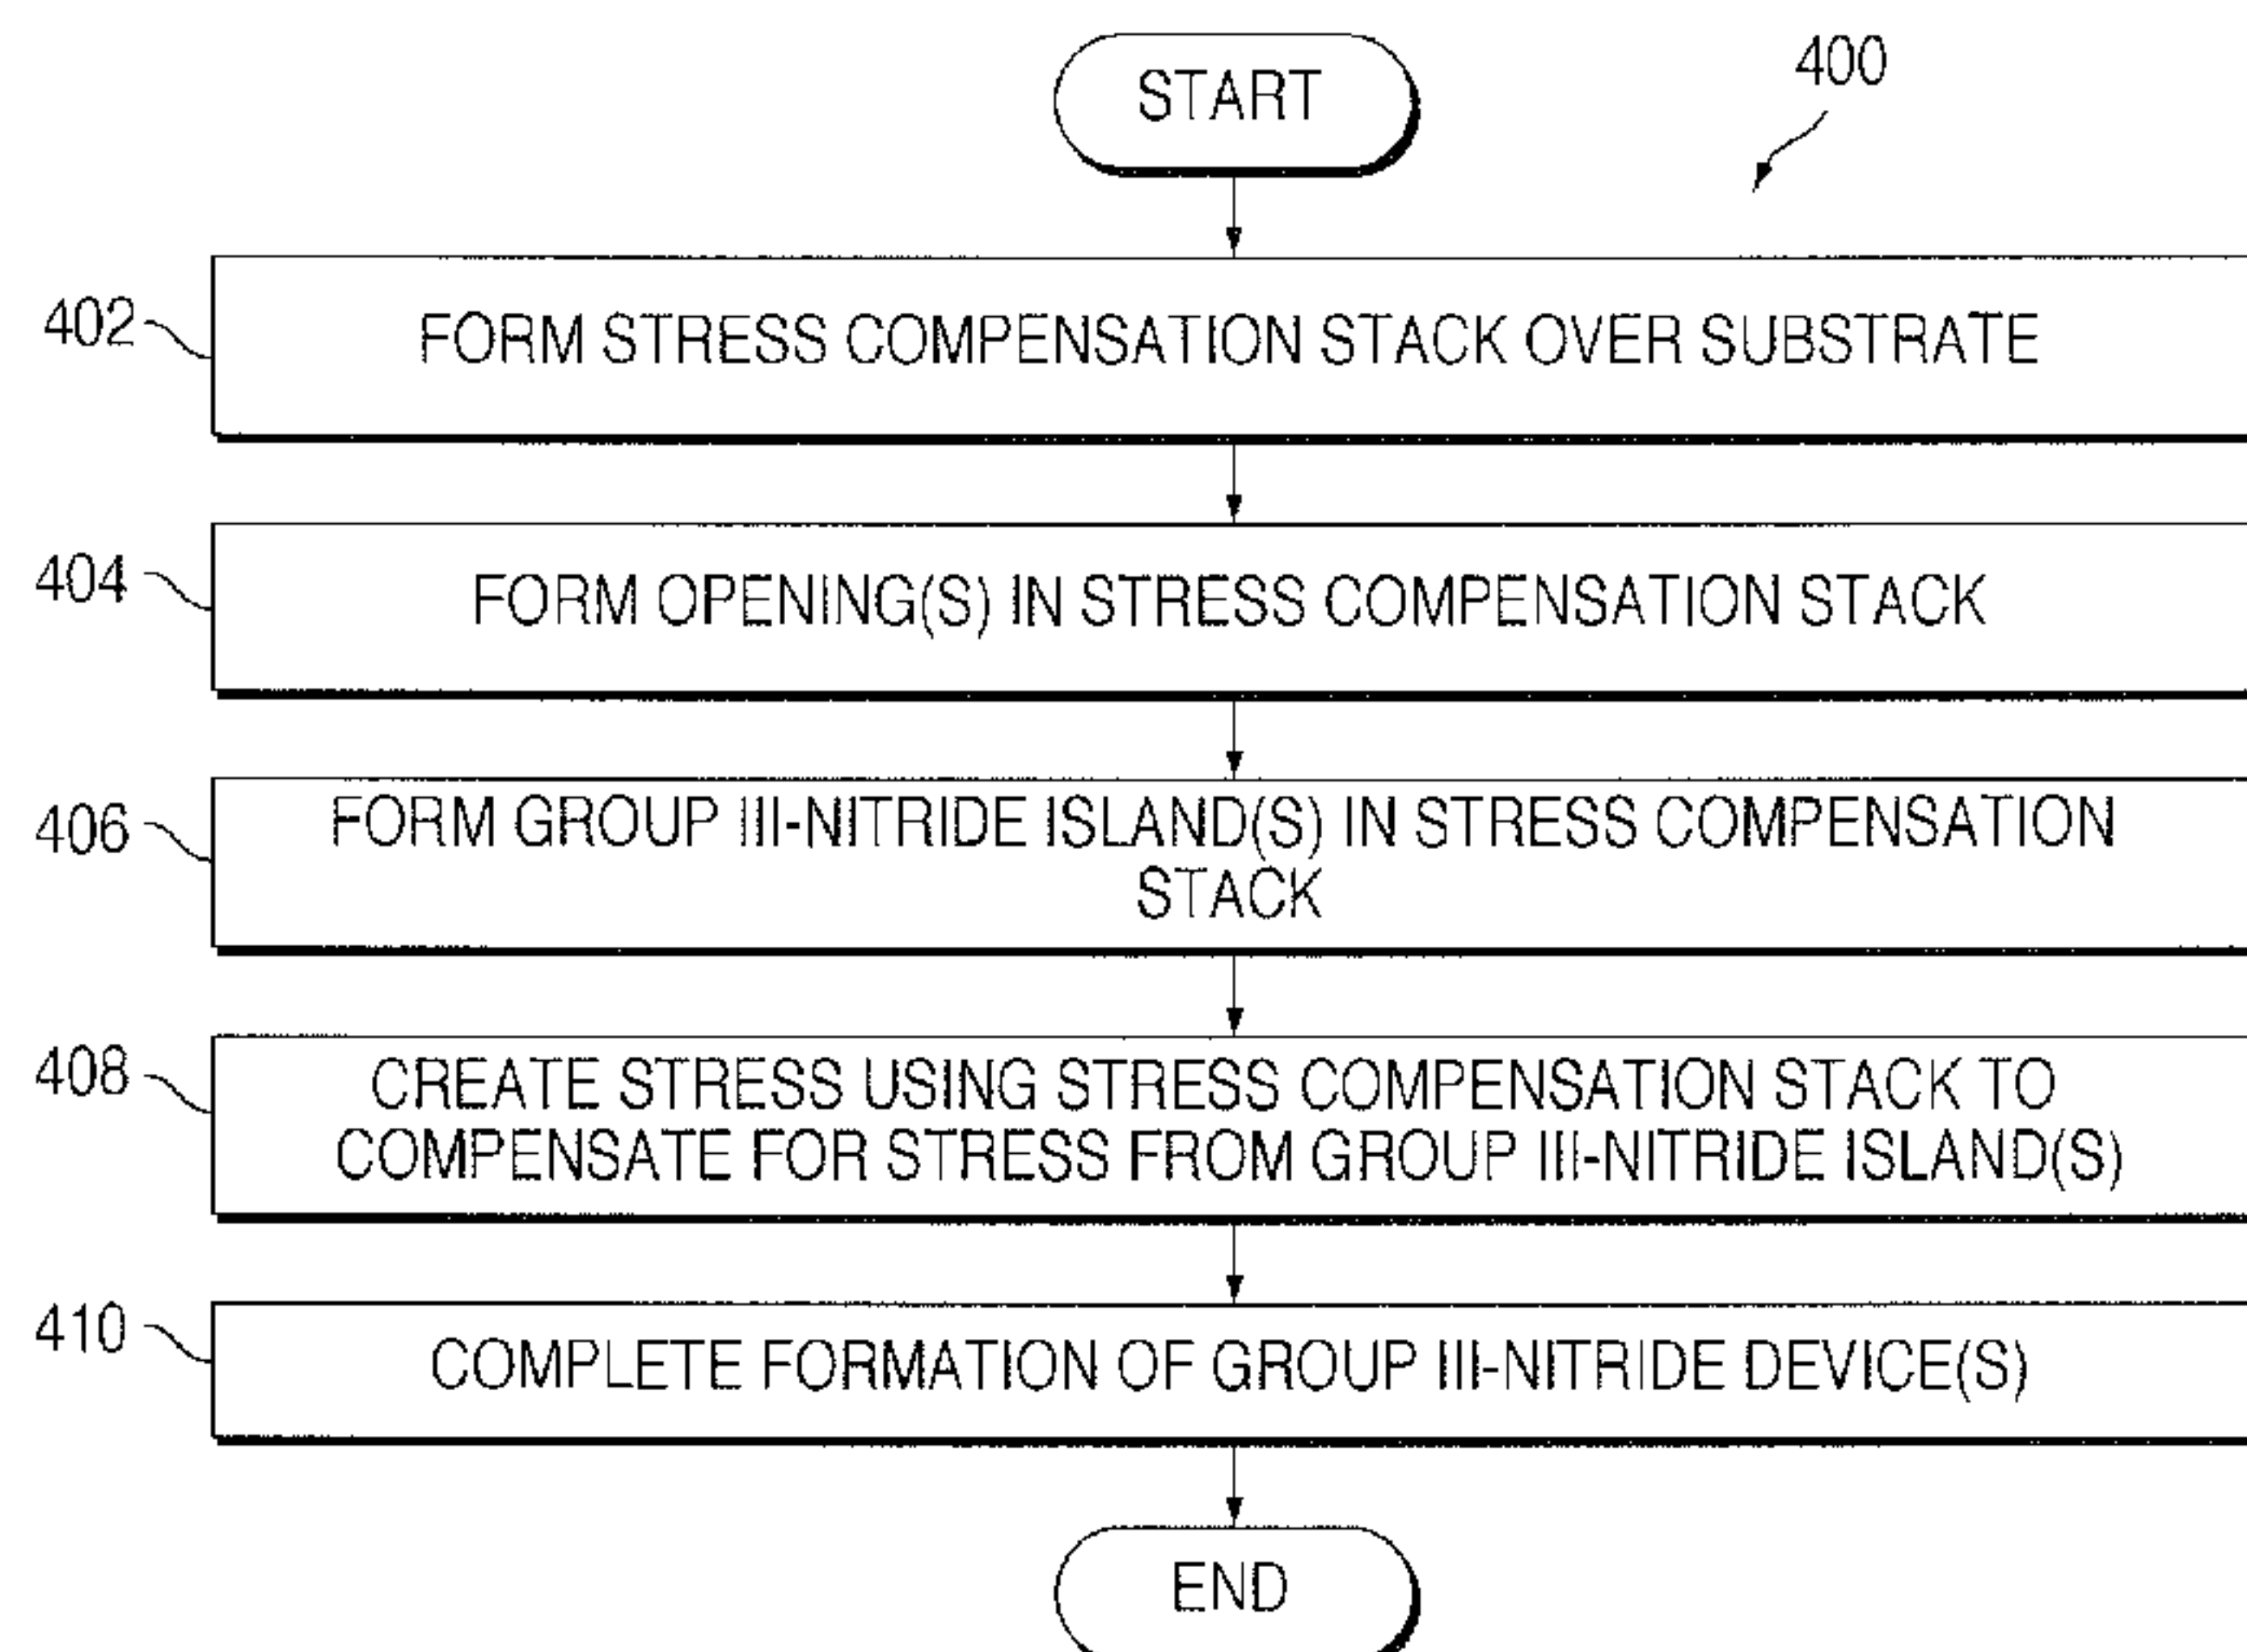 START
400
402
FORM STRESS COMPENSATION STACK OVER SUBSTRATE
404
FORM OPENING(S) IN STRESS COMPENSATION STACK
406
FORM GROUP III-NITRIDE ISLAND(S) IN STRESS COMPENSATION
STACK
408
CREATE STRESS USING STRESS COMPENSATION STACK TO
COMPENSATE FOR STRESS FROM GROUP III-NITRIDE ISLAND(S)
410
COMPLETE FORMATION OF GROUP III-NITRIDE DEVICE(S)
END